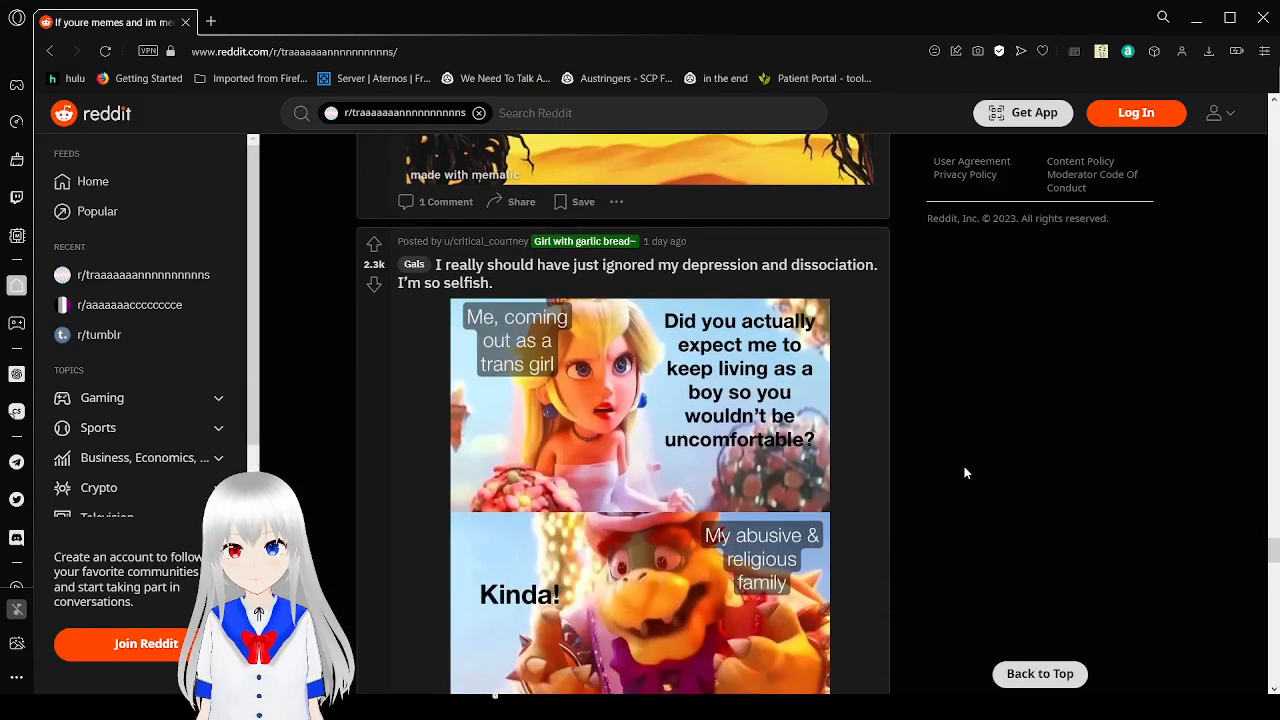 If youre memes and im me
www.reddit.com/r/traaaaaaannnnnnnnnns/
VPN
hulu
Getting Started
Imported from Firef...
Server | Aternos | Fr...
We Need To Talk A...
Austringers - SCP F...
in the end
Patient Portal - tool...
reddit
r/traaaaaaannnnnnnnnns
Search Reddit
Get App
Log In
FEEDS
Home
Popular
RECENT
r/traaaaaaannnnnnnnnns
r/aaaaaaacccccccce
r/tumblr
TOPICS
Gaming
Sports
Business, Economics, ...
Crypto
Television
Create an account to follow
your favorite communities
and start taking part in
conversations.
Join Reddit
made with mematic
1 Comment
Share
Save
Posted by u/critical_courtney Girl with garlic bread~ 1 day ago
2.3k
Gals I really should have just ignored my depression and dissociation.
I'm so selfish.
Me, coming
out as a
trans girl
Did you actually
expect me to
keep living as a
boy so you
wouldn't be
uncomfortable?
My abusive &
religious
family
Kinda!
User Agreement
Privacy Policy
Content Policy
Moderator Code Of
Conduct
Reddit, Inc. © 2023. All rights reserved.
Back to Top